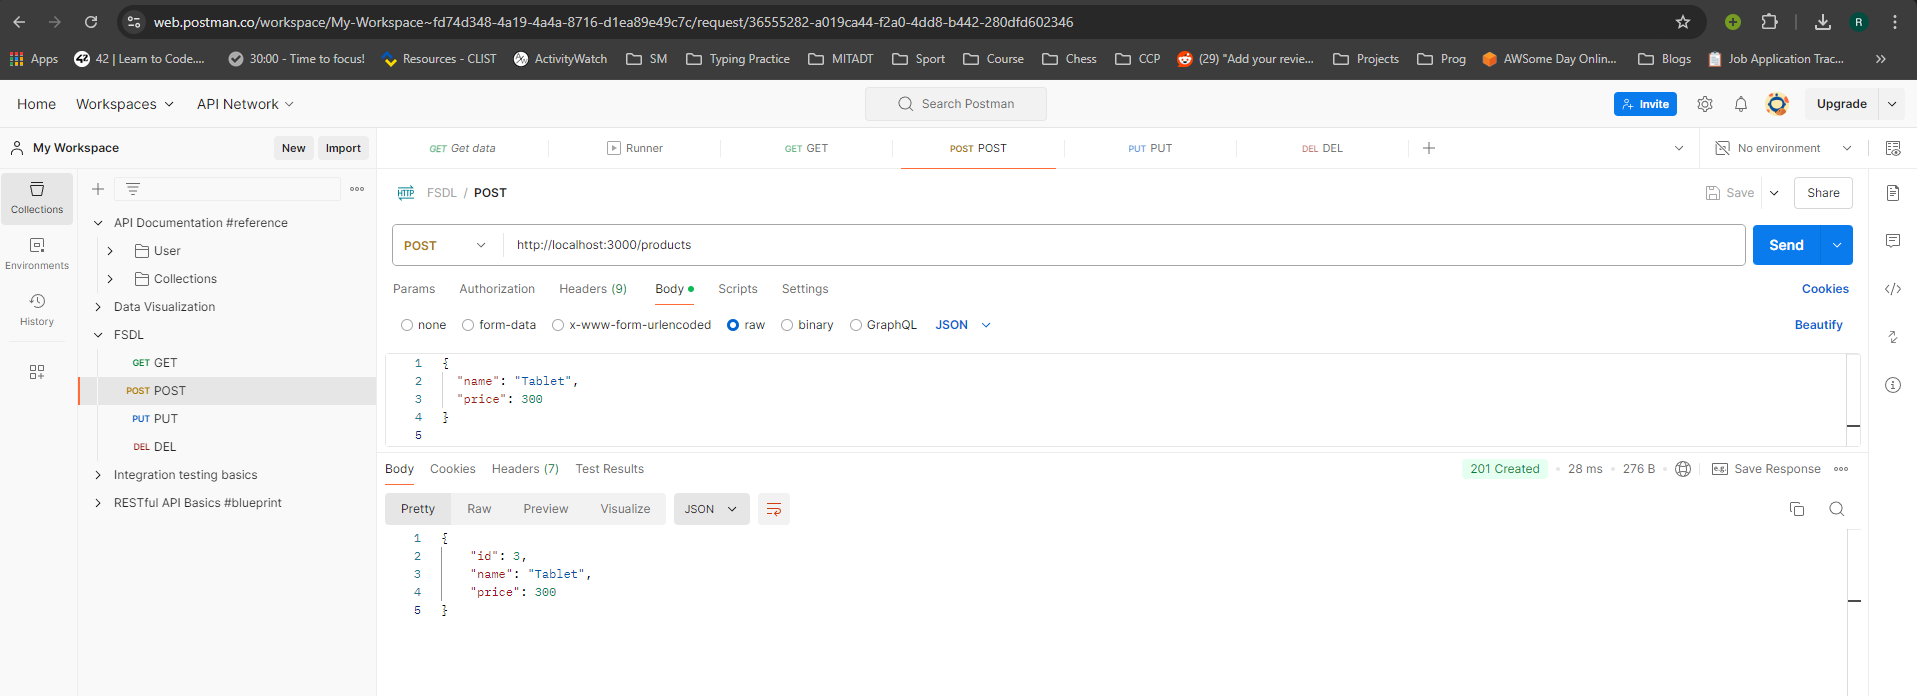 web.postman.co/workspace/My-Workspace~fd74d348-4a19-4a4a-8716-d1ea89e49c7c/request/36555282-a019ca44-f2a0-4dd8-b442-280dfd602346
R
Apps
42 | Learn to Code....
30:00 - Time to focus!
Resources - CLIST
ActivityWatch
SM
Typing Practice
MITADT
Sport
Course
Chess
CCP
(29) "Add your revie...
Projects
Prog
AWSome Day Onlin...
Blogs
Job Application Trac...
Home
Workspaces
API Network
Search Postman
Invite
Upgrade
My Workspace
New
Import
GET Get data
Runner
GET GET
POST POST
PUT PUT
DEL DEL
No environment
Collections
Environments
History
API Documentation #reference
User
Collections
Data Visualization
FSDL
GET GET
POST POST
PUT PUT
DEL DEL
Integration testing basics
RESTful API Basics #blueprint
HTTP FSDL / POST
Save
Share
POST
http://localhost:3000/products
Send
Params
Authorization
Headers (9)
Body
Scripts
Settings
Cookies
none
form-data
x-www-form-urlencoded
raw
binary
GraphQL
JSON
Beautify
1 {
2 "name": "Tablet",
3 "price": 300
4 }
5
Body
Cookies
Headers (7)
Test Results
201 Created
28 ms
276 B
e.g. Save Response
Pretty
Raw
Preview
Visualize
JSON
1 {
2 "id": 3,
3 "name": "Tablet",
4 "price": 300
5 }